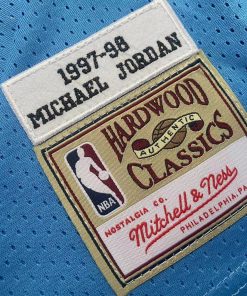 1997-98
MICHAEL JORDAN
HARDWOOD
AUTHENTIC
CLASSICS
NBA
NOSTALGIA CO.
Mitchell & Ness
PHILADELPHIA